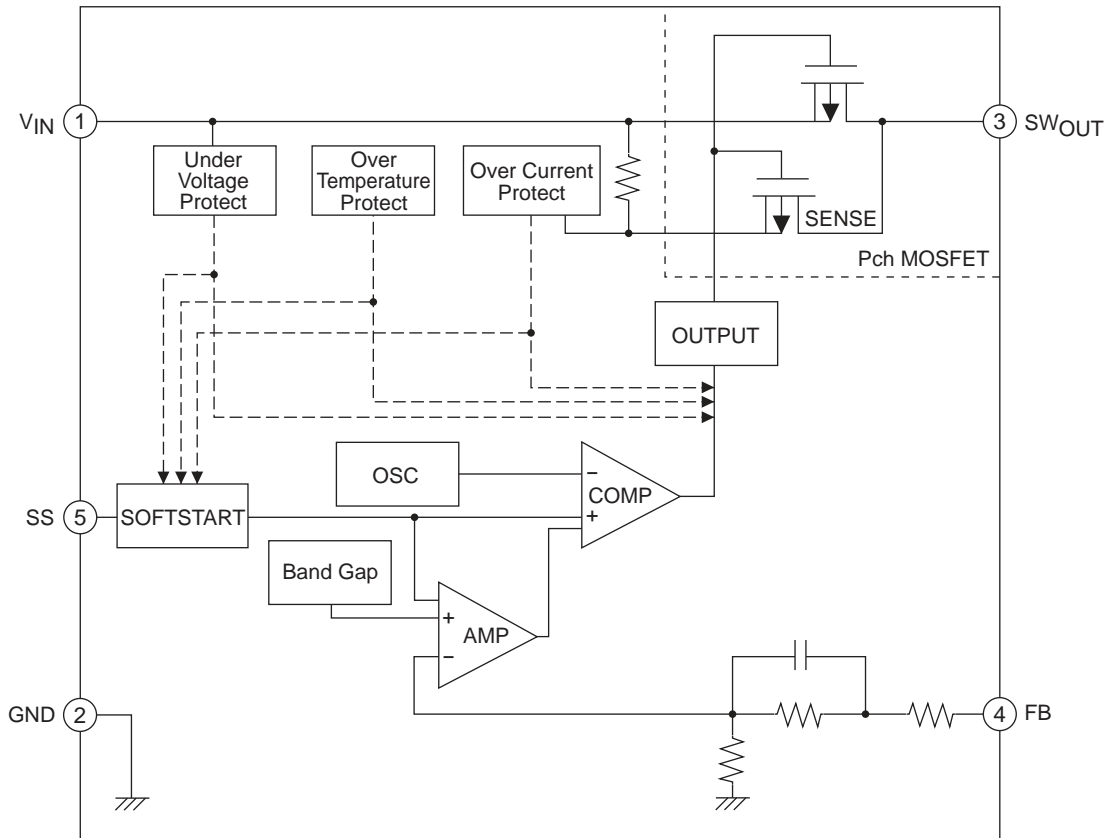 VIN
1
3
SWOUT
Under
Voltage
Protect
Over
Temperature
Protect
Over Current
Protect
SENSE
Pch MOSFET
OUTPUT
OSC
−
COMP
+
SS
5
SOFTSTART
Band Gap
+
AMP
−
GND
2
4
FB